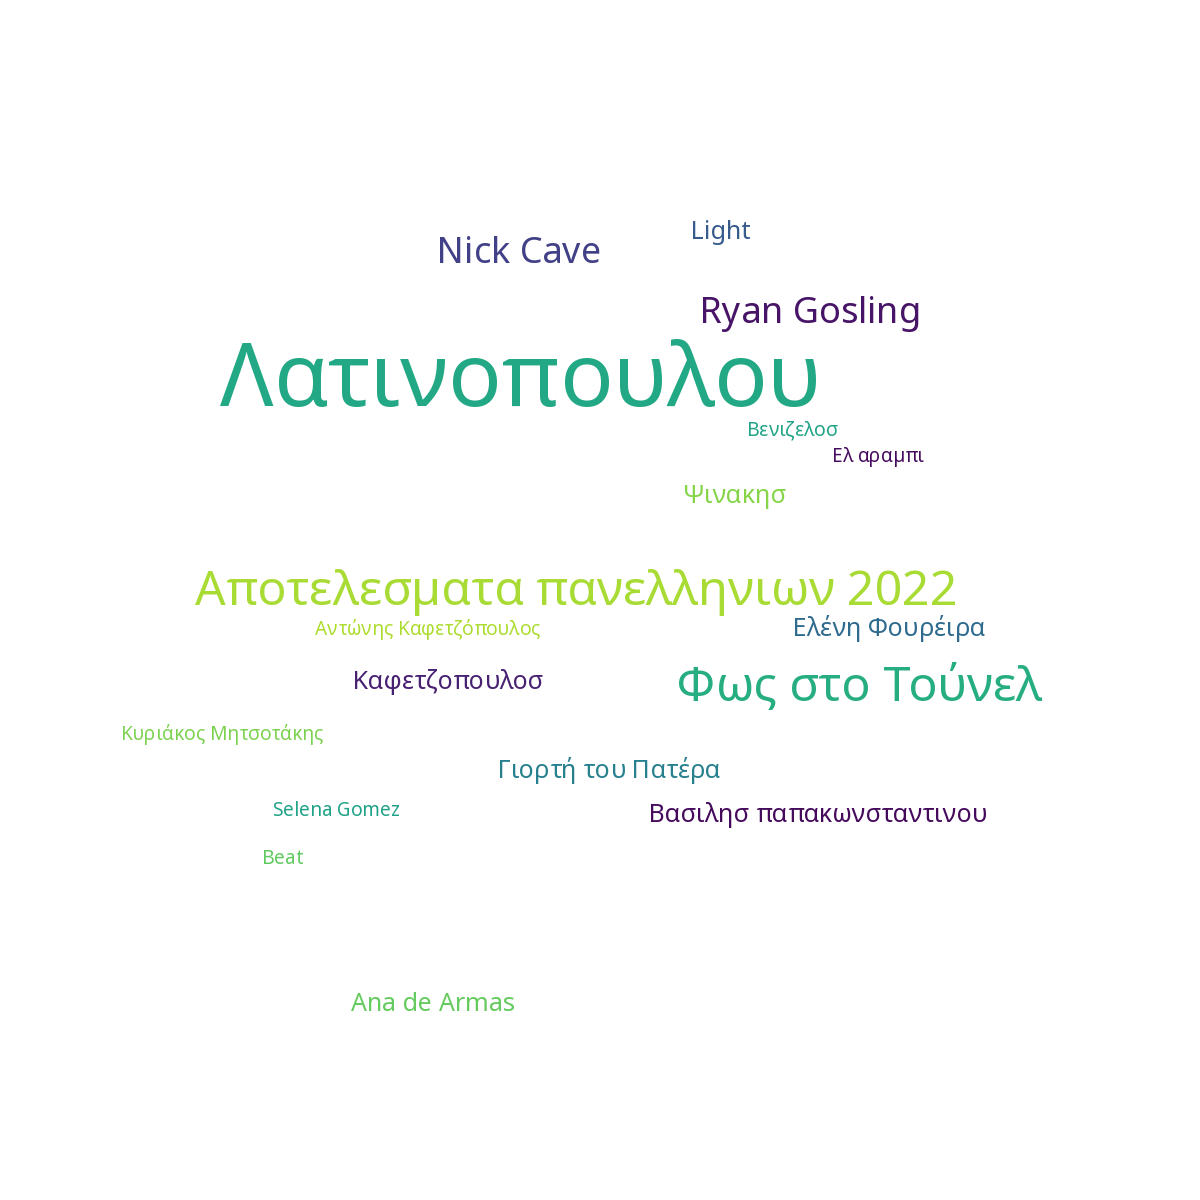 Light
Nick Cave
Ryan Gosling
Λατινοπουλου
Βενιζελοσ
Ελ αραμπι
Ψινακησ
Αποτελεσματα πανελληνιων 2022
Αντώνης Καφετζόπουλος
Ελένη Φουρέιρα
Καφετζοπουλοσ
Φως στο Τούνελ
Κυριάκος Μητσοτάκης
Γιορτή του Πατέρα
Selena Gomez
Βασιλησ παπακωνσταντινου
Beat
Ana de Armas